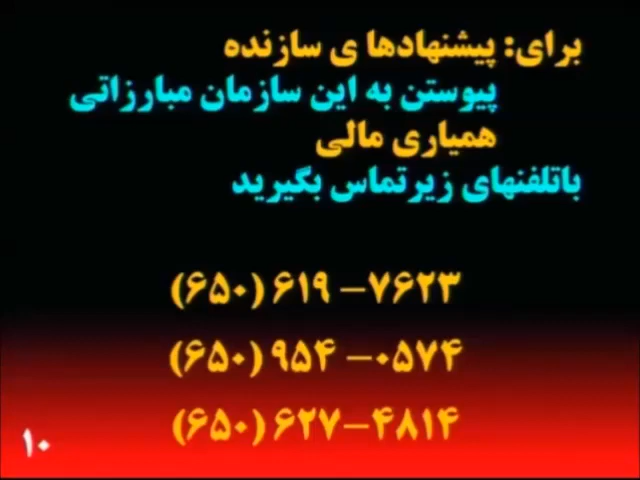 برای: پیشنهادها ی سازنده
پیوستن به این سازمان مبارزاتی
همیاری مالی
باتلفنهای زیرتماس بگیرید
(۶۵۰) ۶۱۹ –۷۶۲۳
(۶۵۰) ۹۵۴ –۰۵۷۴
(۶۵۰) ۶۲۷–۴۸۱۴
۱۰